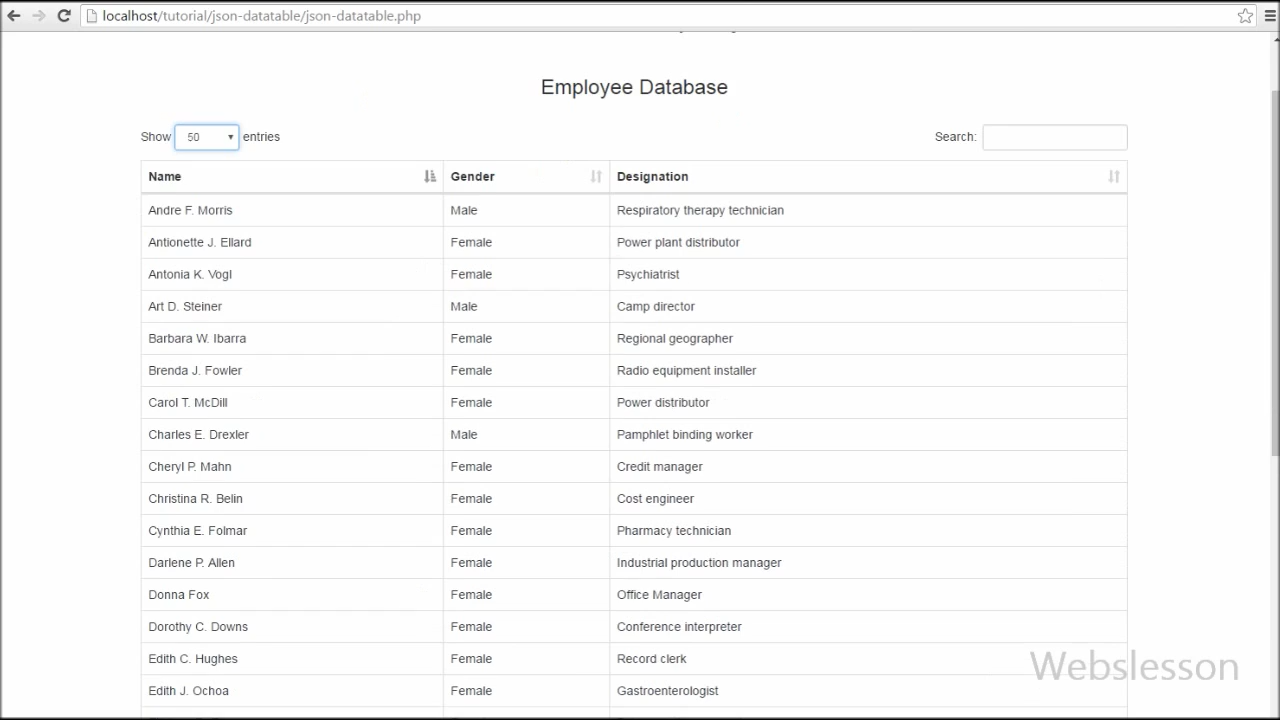 localhost/tutorial/json-datatable/json-datatable.php
Employee Database
Show 50 entries Search:
Name Gender Designation
Andre F. Morris Male Respiratory therapy technician
Antionette J. Ellard Female Power plant distributor
Antonia K. Vogl Female Psychiatrist
Art D. Steiner Male Camp director
Barbara W. Ibarra Female Regional geographer
Brenda J. Fowler Female Radio equipment installer
Carol T. McDill Female Power distributor
Charles E. Drexler Male Pamphlet binding worker
Cheryl P. Mahn Female Credit manager
Christina R. Belin Female Cost engineer
Cynthia E. Folmar Female Pharmacy technician
Darlene P. Allen Female Industrial production manager
Donna Fox Female Office Manager
Dorothy C. Downs Female Conference interpreter
Edith C. Hughes Female Record clerk
Webslesson
Edith J. Ochoa Female Gastroenterologist